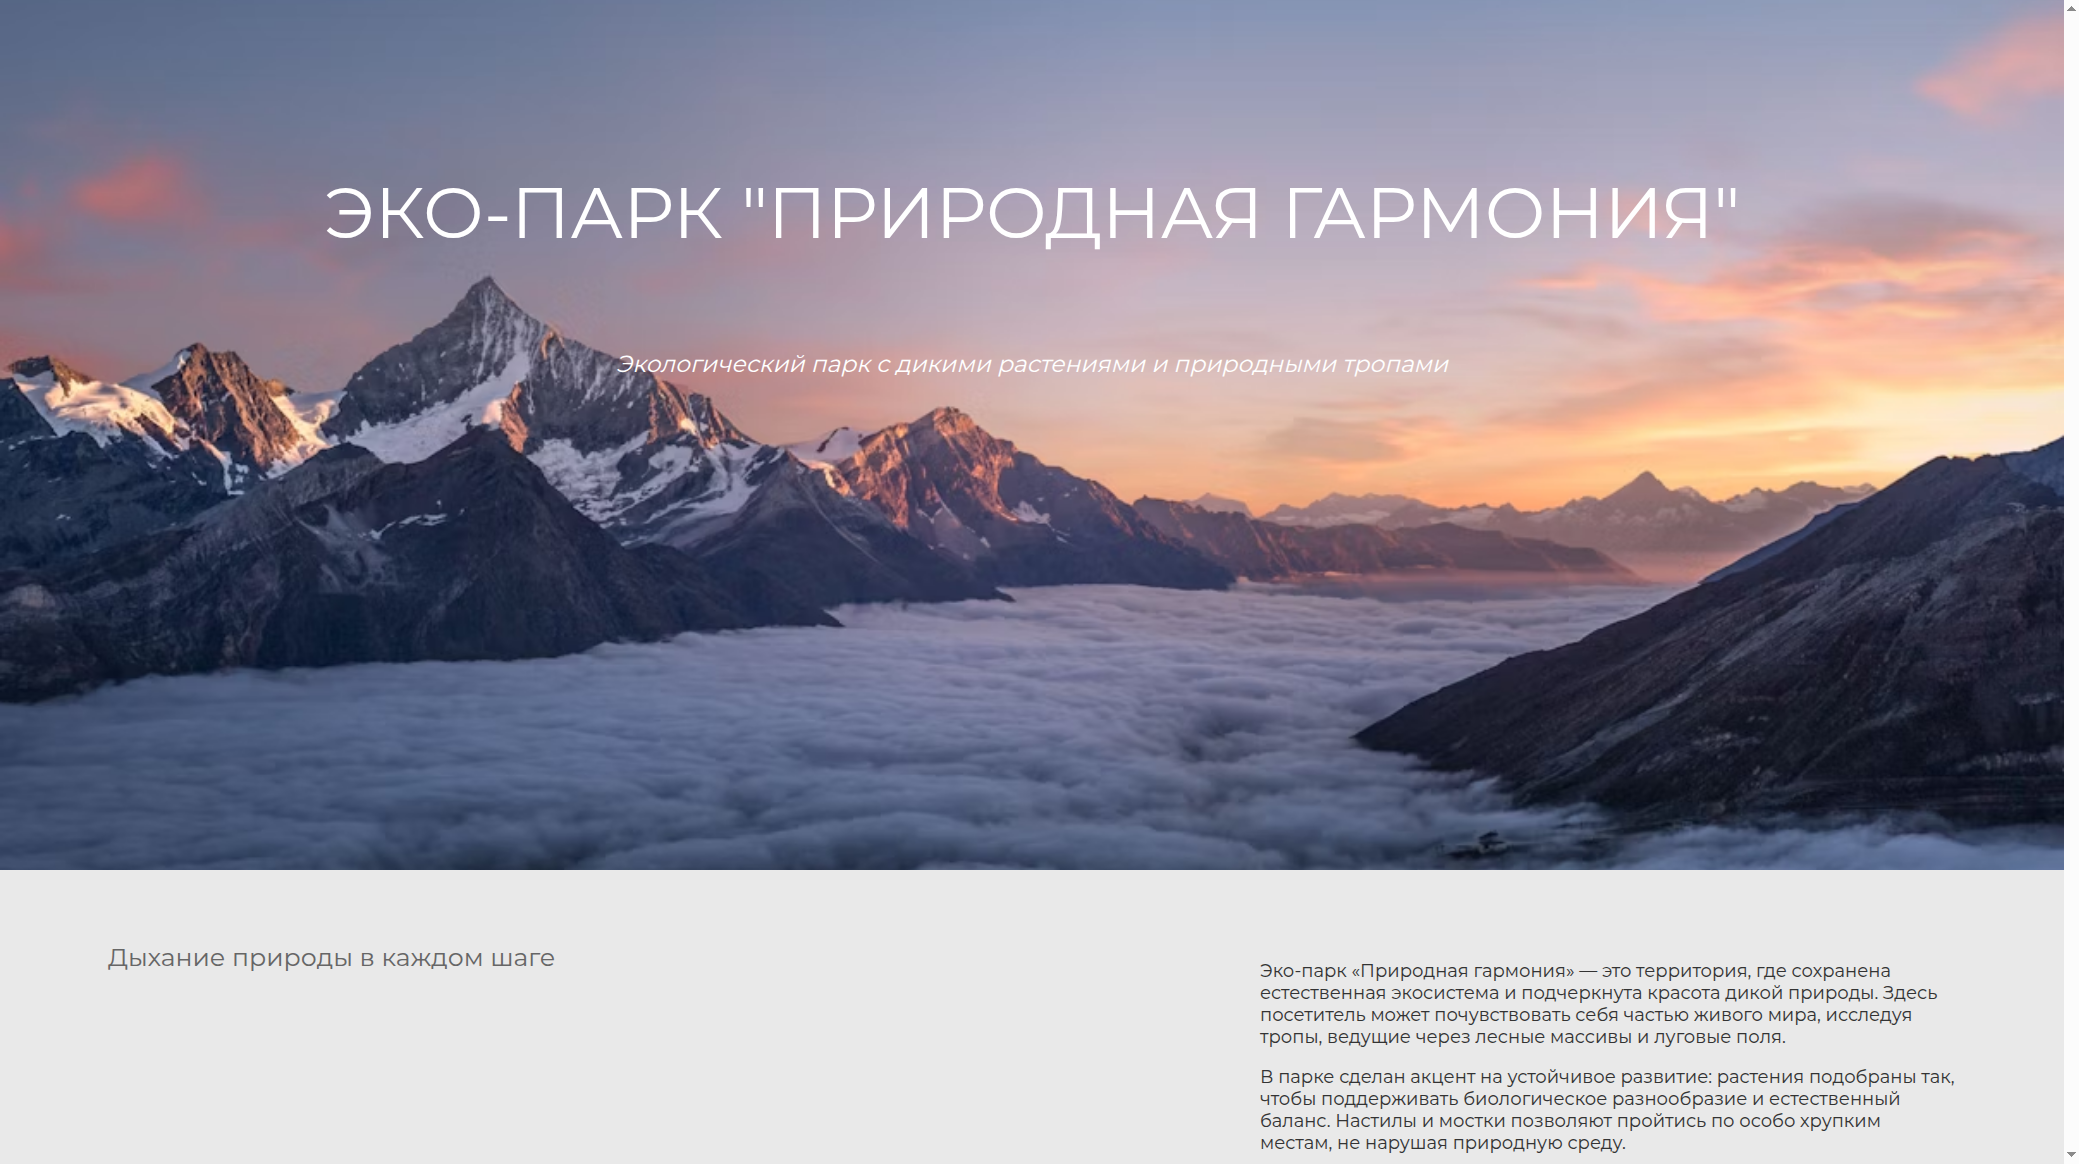 ЭКО-ПАРК "ПРИРОДНАЯ ГАРМОНИЯ"
Экологический парк с дикими растениями и природными тропами
Дыхание природы в каждом шаге
Эко-парк «Природная гармония» — это территория, где сохранена
естественная экосистема и подчеркнута красота дикой природы. Здесь
посетитель может почувствовать себя частью живого мира, исследуя
тропы, ведущие через лесные массивы и луговые поля.
В парке сделан акцент на устойчивое развитие: растения подобраны так,
чтобы поддерживать биологическое разнообразие и естественный
баланс. Настилы и мостки позволяют пройтись по особо хрупким
местам, не нарушая природную среду.